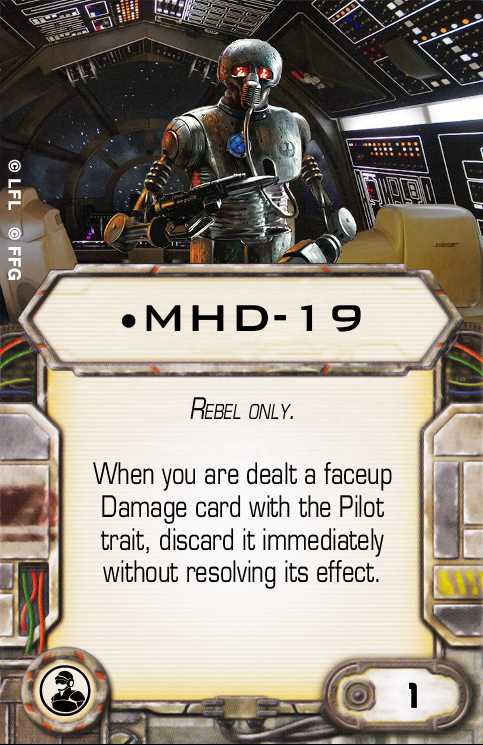 © LFL © FFG
•MHD-19
REBEL ONLY.
When you are dealt a faceup
Damage card with the Pilot
trait, discard it immediately
without resolving its effect.
1